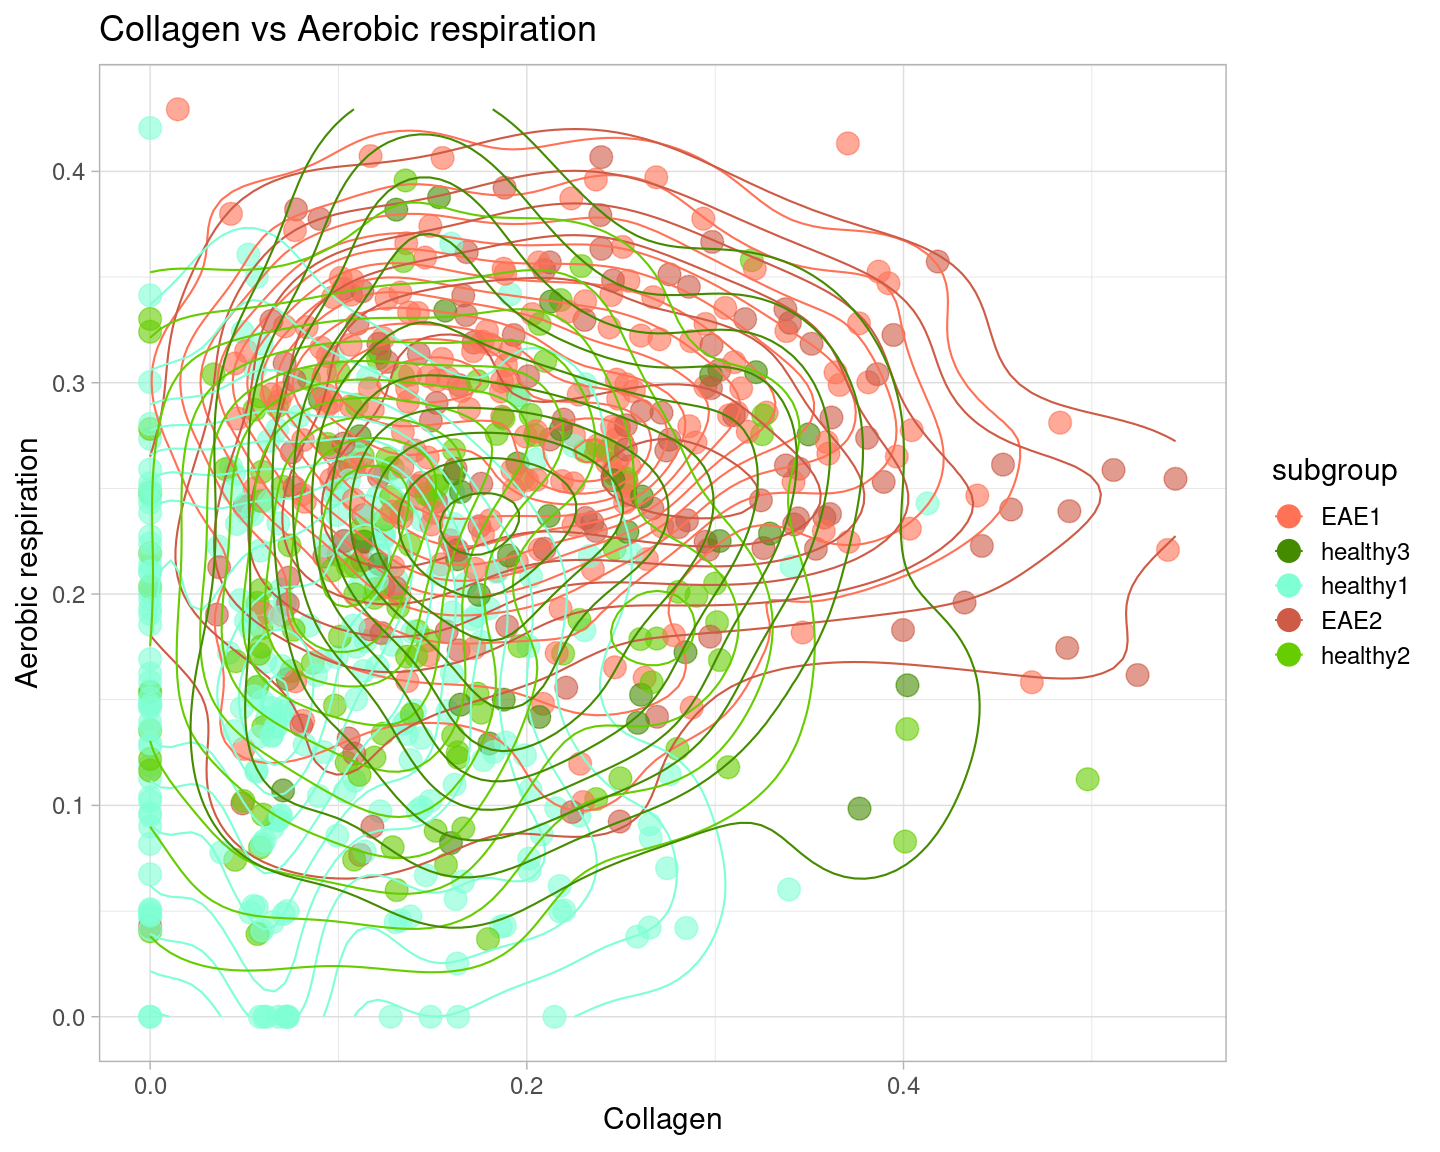 Collagen vs Aerobic respiration
Aerobic respiration
0.4
0.3
0.2
0.1
0.0
0.0 0.2 0.4
Collagen
subgroup
EAE1
healthy3
healthy1
EAE2
healthy2